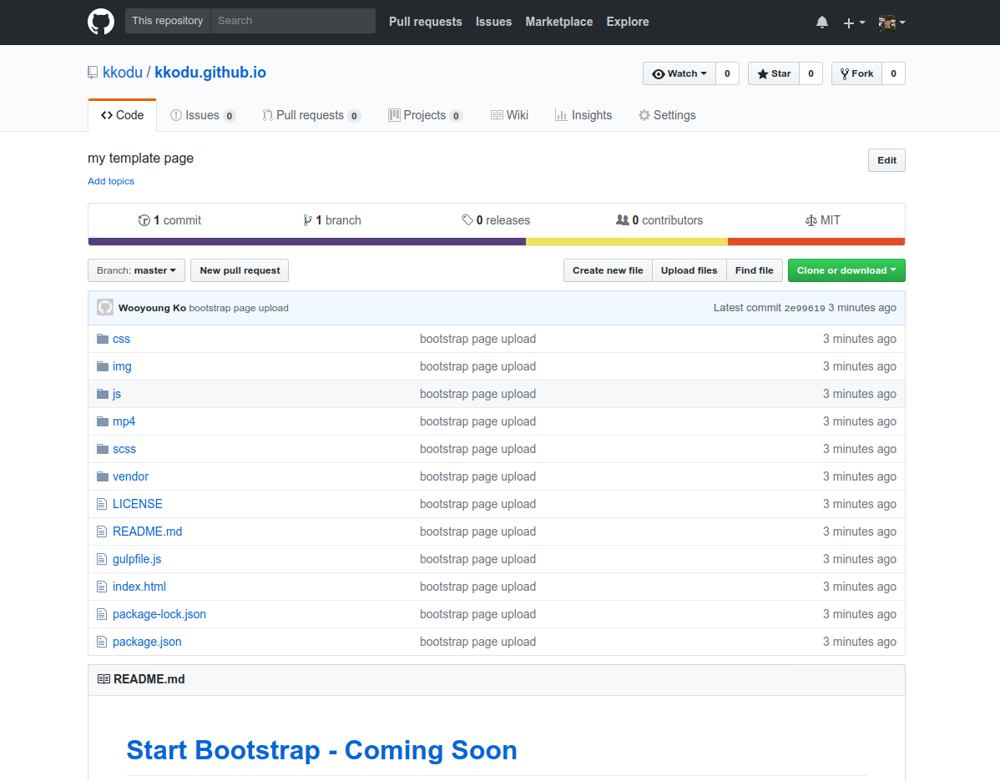 This repository Search Pull requests Issues Marketplace Explore
kkodu / kkodu.github.io Watch 0 Star 0 Fork 0
Code Issues 0 Pull requests 0 Projects 0 Wiki Insights Settings
my template page Edit
Add topics
1 commit 1 branch 0 releases 0 contributors MIT
Branch: master New pull request Create new file Upload files Find file Clone or download
Wooyoung Ko bootstrap page upload Latest commit 2e99619 3 minutes ago
css bootstrap page upload 3 minutes ago
img bootstrap page upload 3 minutes ago
js bootstrap page upload 3 minutes ago
mp4 bootstrap page upload 3 minutes ago
scss bootstrap page upload 3 minutes ago
vendor bootstrap page upload 3 minutes ago
LICENSE bootstrap page upload 3 minutes ago
README.md bootstrap page upload 3 minutes ago
gulpfile.js bootstrap page upload 3 minutes ago
index.html bootstrap page upload 3 minutes ago
package-lock.json bootstrap page upload 3 minutes ago
package.json bootstrap page upload 3 minutes ago
README.md
Start Bootstrap - Coming Soon